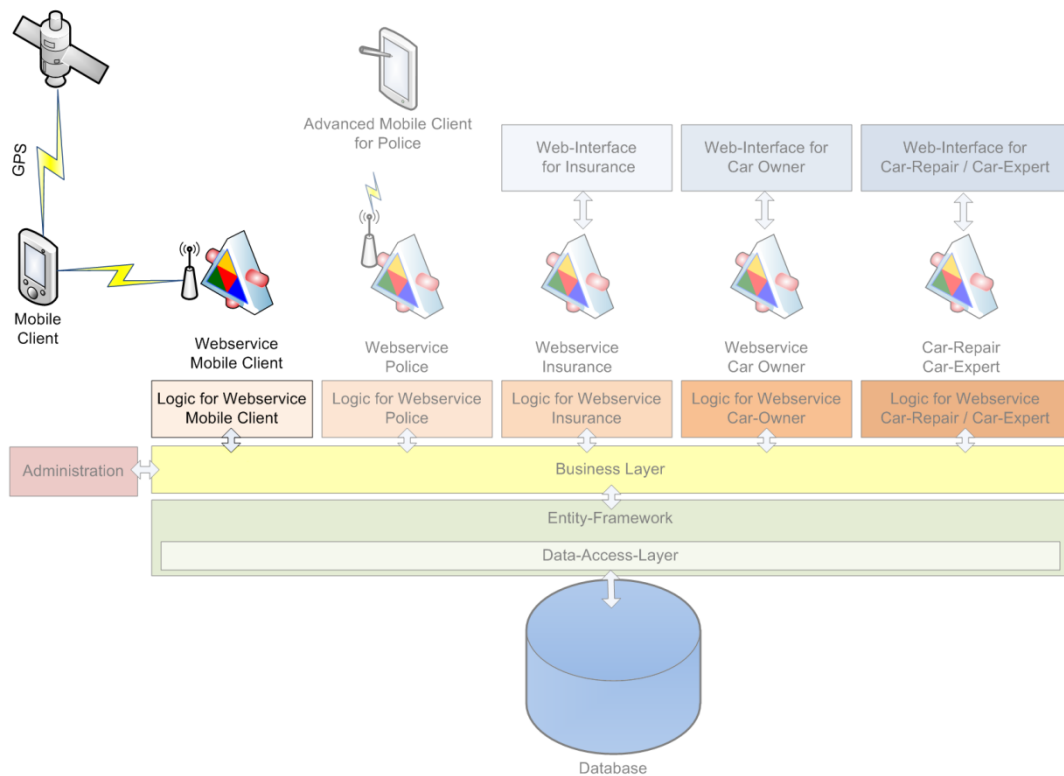 GPS
Mobile
Client
Advanced Mobile Client
for Police
Web-Interface
for Insurance
Web-Interface for
Car Owner
Web-Interface for
Car-Repair / Car-Expert
Webservice
Mobile Client
Webservice
Police
Webservice
Insurance
Webservice
Car Owner
Car-Repair
Car-Expert
Logic for Webservice
Mobile Client
Logic for Webservice
Police
Logic for Webservice
Insurance
Logic for Webservice
Car-Owner
Logic for Webservice
Car-Repair / Car-Expert
Administration
Business Layer
Entity-Framework
Data-Access-Layer
Database